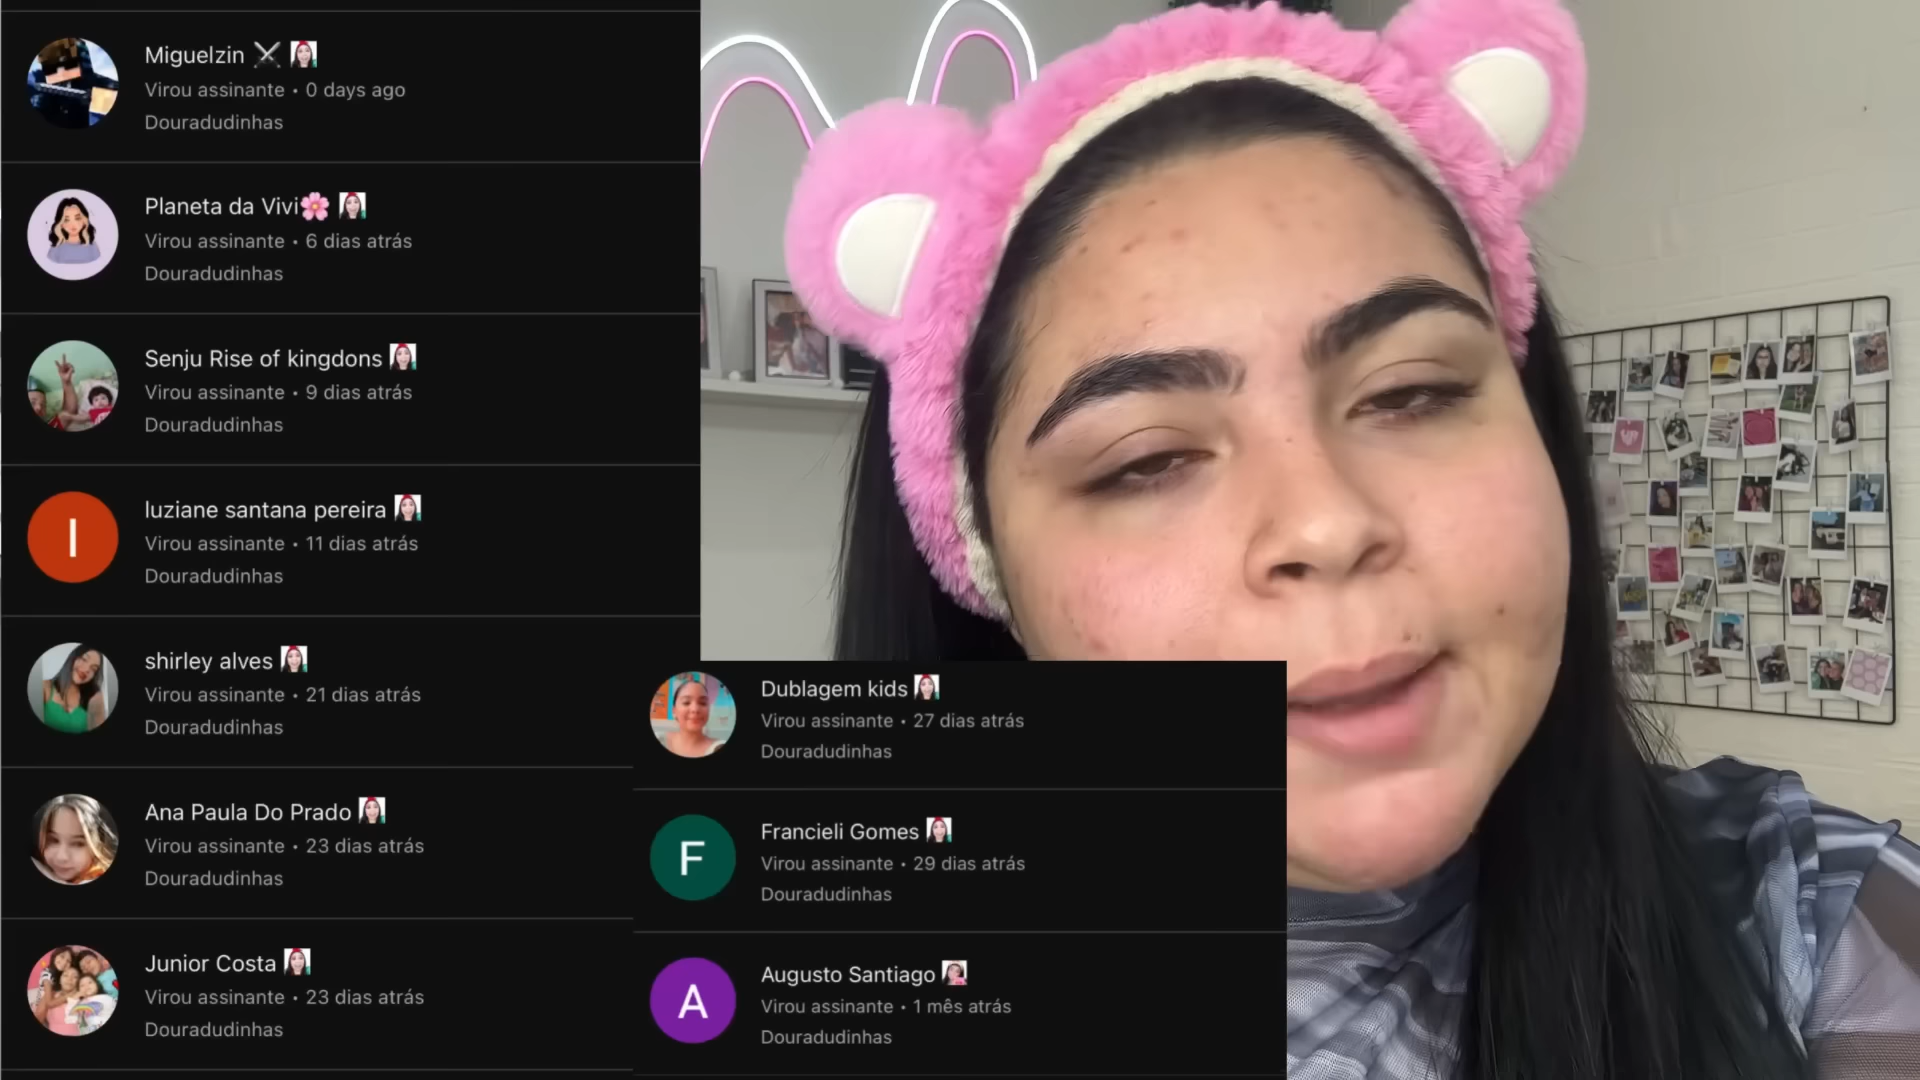 Miguelzin
Virou assinante • 0 days ago
Douradudinhas
Planeta da Vivi
Virou assinante • 6 dias atrás
Douradudinhas
Senju Rise of kingdons
Virou assinante • 9 dias atrás
Douradudinhas
I
luziane santana pereira
Virou assinante • 11 dias atrás
Douradudinhas
shirley alves
Virou assinante • 21 dias atrás
Douradudinhas
Ana Paula Do Prado
Virou assinante • 23 dias atrás
Douradudinhas
Junior Costa
Virou assinante • 23 dias atrás
Douradudinhas
Dublagem kids
Virou assinante • 27 dias atrás
Douradudinhas
F
Francieli Gomes
Virou assinante • 29 dias atrás
Douradudinhas
A
Augusto Santiago
Virou assinante • 1 mês atrás
Douradudinhas